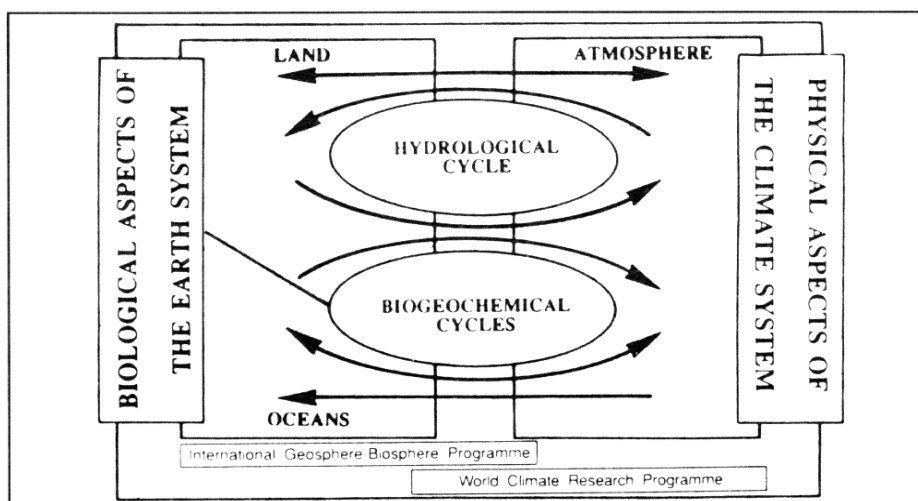 LAND
ATMOSPHERE
BIOLOGICAL ASPECTS OF
THE EARTH SYSTEM
HYDROLOGICAL
CYCLE
BIOGEOCHEMICAL
CYCLES
PHYSICAL ASPECTS OF
THE CLIMATE SYSTEM
OCEANS
International Geosphere Biosphere Programme
World Climate Research Programme